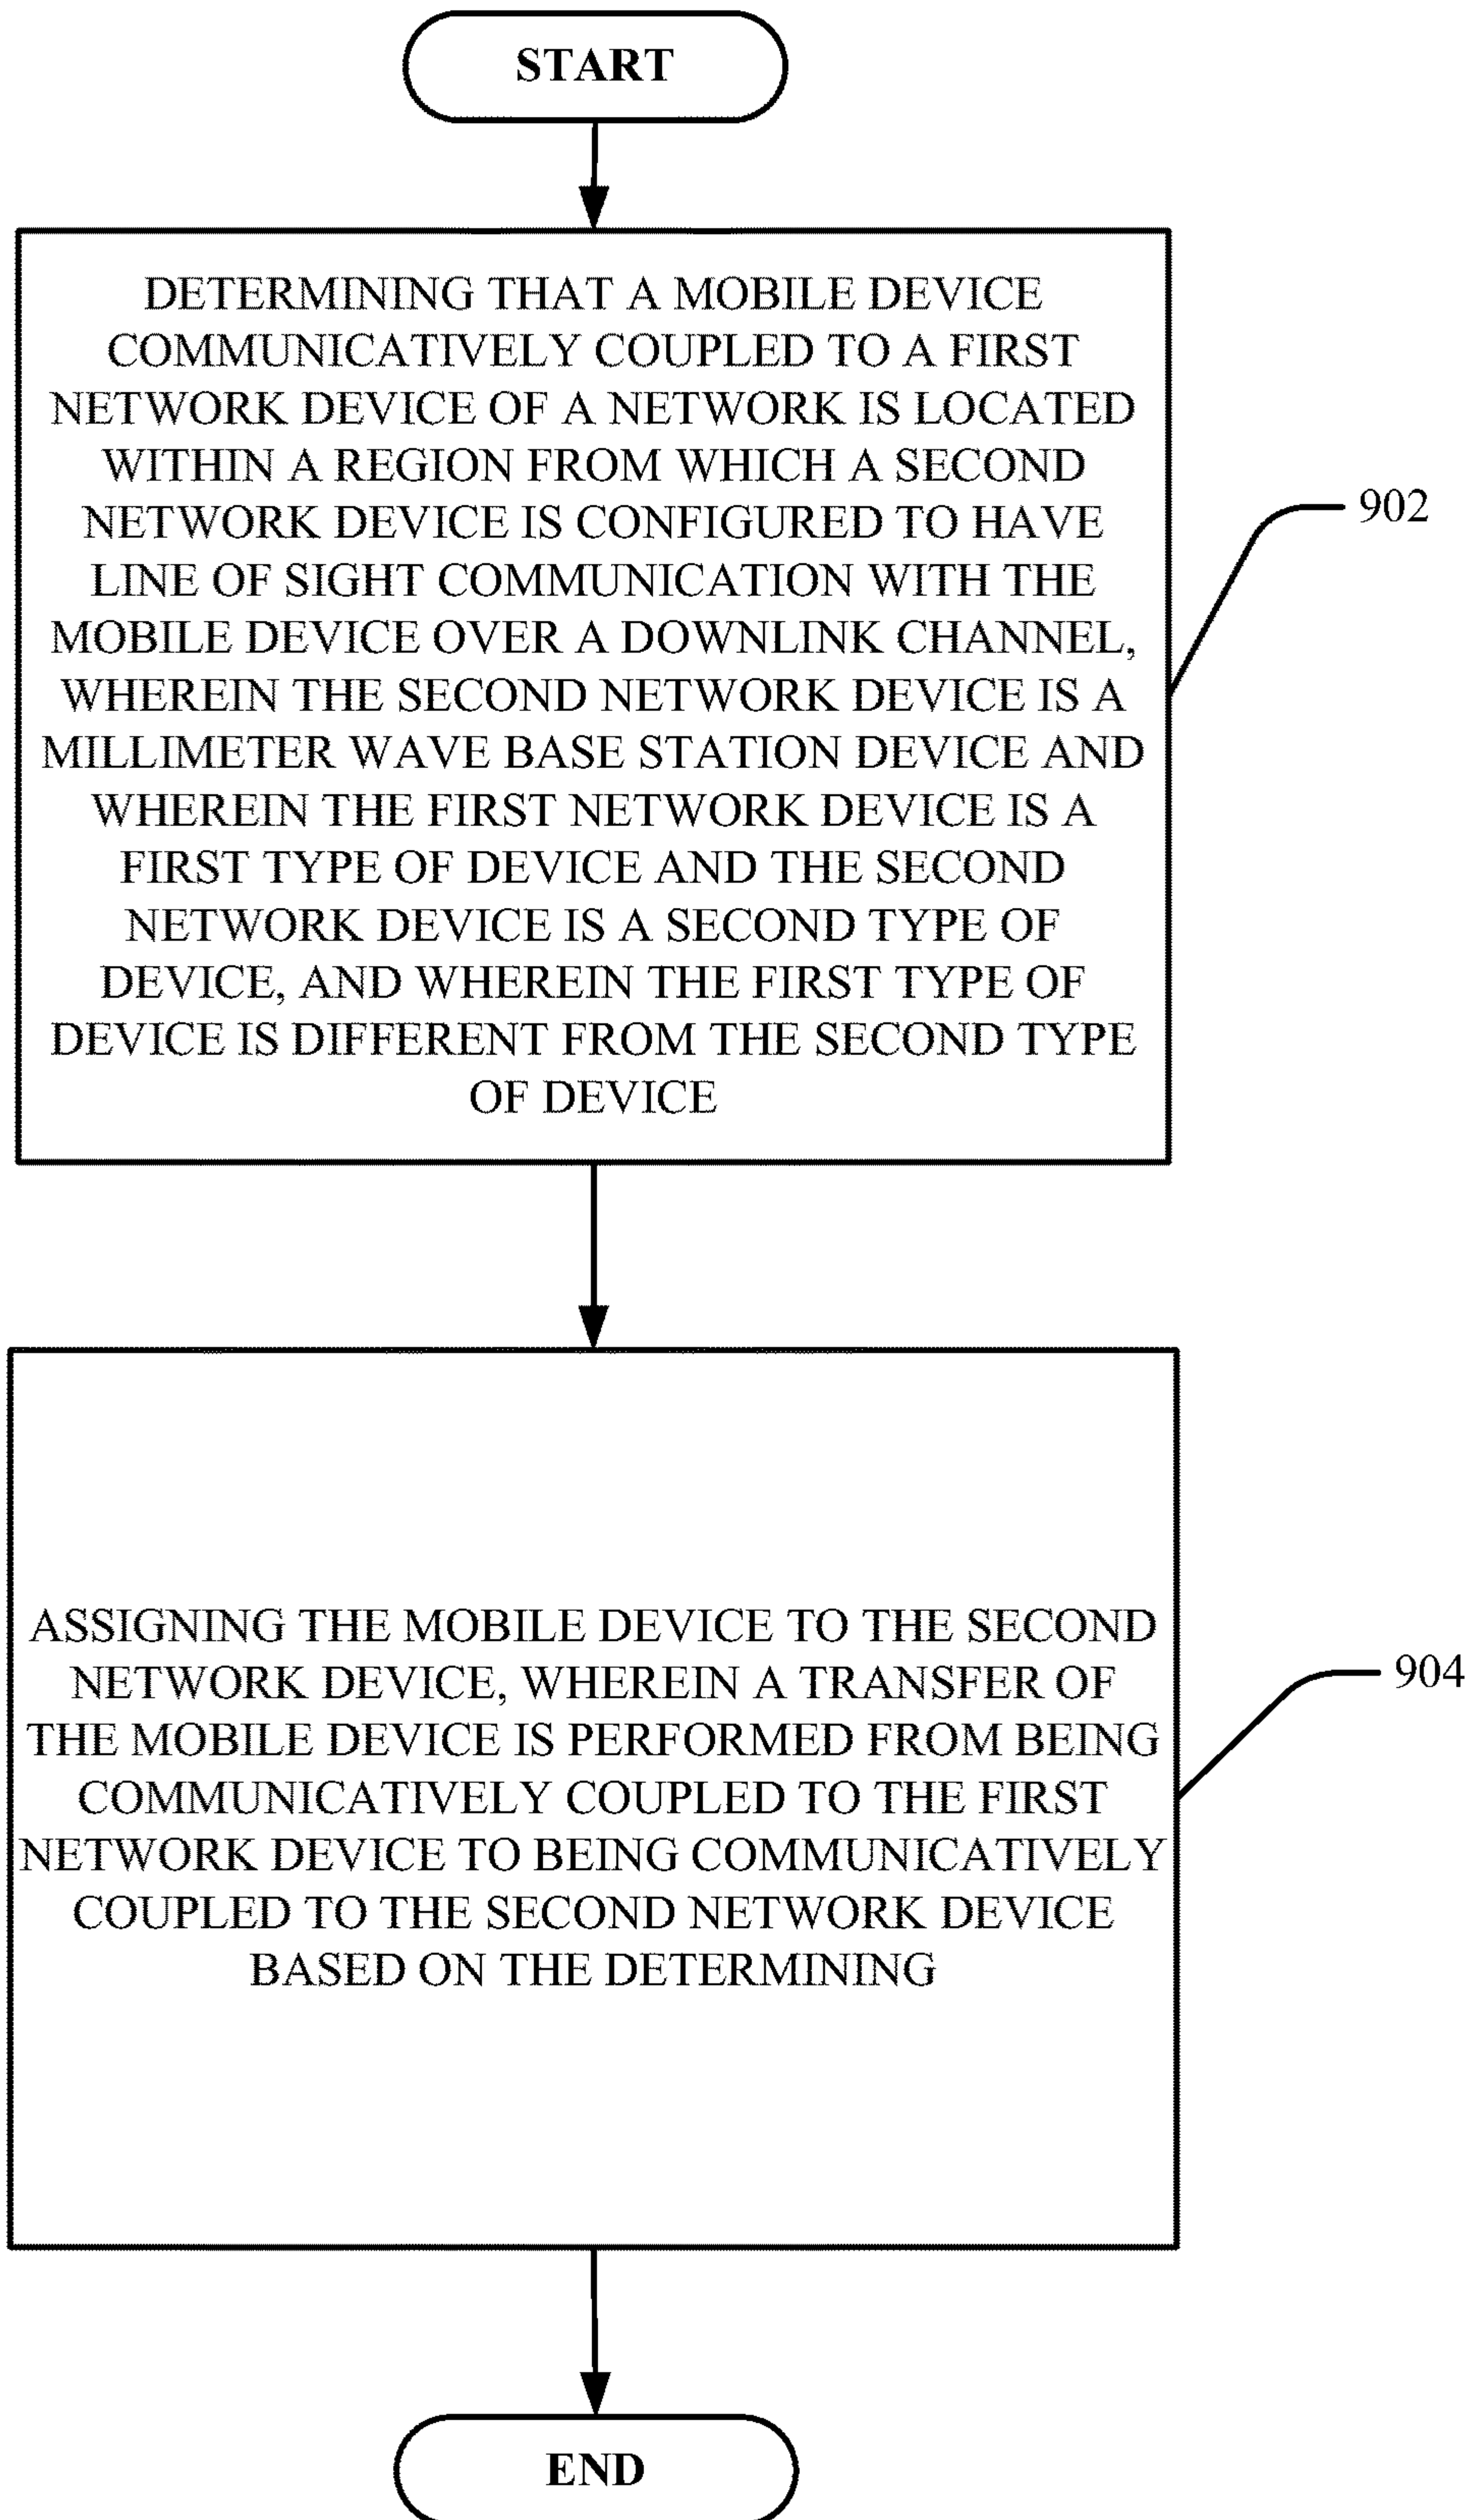 START
DETERMINING THAT A MOBILE DEVICE
COMMUNICATIVELY COUPLED TO A FIRST
NETWORK DEVICE OF A NETWORK IS LOCATED
WITHIN A REGION FROM WHICH A SECOND
NETWORK DEVICE IS CONFIGURED TO HAVE
LINE OF SIGHT COMMUNICATION WITH THE
MOBILE DEVICE OVER A DOWNLINK CHANNEL,
WHEREIN THE SECOND NETWORK DEVICE IS A
MILLIMETER WAVE BASE STATION DEVICE AND
WHEREIN THE FIRST NETWORK DEVICE IS A
FIRST TYPE OF DEVICE AND THE SECOND
NETWORK DEVICE IS A SECOND TYPE OF
DEVICE, AND WHEREIN THE FIRST TYPE OF
DEVICE IS DIFFERENT FROM THE SECOND TYPE
OF DEVICE
902
ASSIGNING THE MOBILE DEVICE TO THE SECOND
NETWORK DEVICE, WHEREIN A TRANSFER OF
THE MOBILE DEVICE IS PERFORMED FROM BEING
COMMUNICATIVELY COUPLED TO THE FIRST
NETWORK DEVICE TO BEING COMMUNICATIVELY
COUPLED TO THE SECOND NETWORK DEVICE
BASED ON THE DETERMINING
904
END